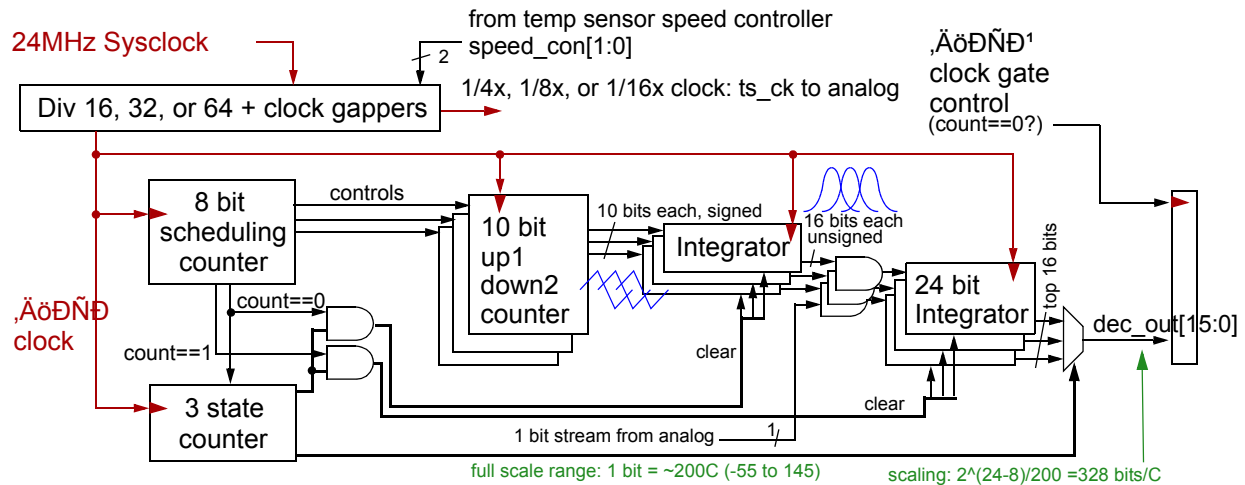 from temp sensor speed controller
speed_con[1:0]
24MHz Sysclock
2
1/4x, 1/8x, or 1/16x clock: ts_ck to analog
Div 16, 32, or 64 + clock gappers
‚ÄöÐÑÐ¹
clock gate
control
(count==0?)
8 bit
scheduling
counter
controls
10 bit
up1
down2
counter
10 bits each, signed
Integrator
16 bits each
unsigned
24 bit
Integrator
top 16 bits
dec_out[15:0]
‚ÄöÐÑÐ
clock
count==0
count==1
3 state
counter
clear
clear
1 bit stream from analog
1
full scale range: 1 bit = ~200C (-55 to 145)
scaling: 2^(24-8)/200 =328 bits/C